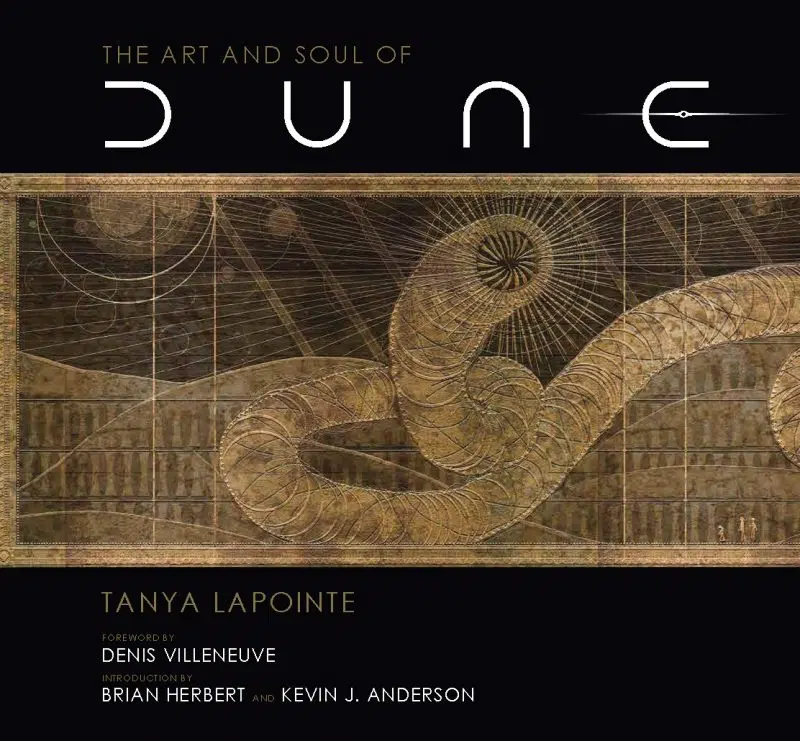 THE ART AND SOUL OF
DUNE
TANYA LAPOINTE
FOREWORD BY
DENIS VILLENEUVE
INTRODUCTION BY
BRIAN HERBERT AND KEVIN J. ANDERSON